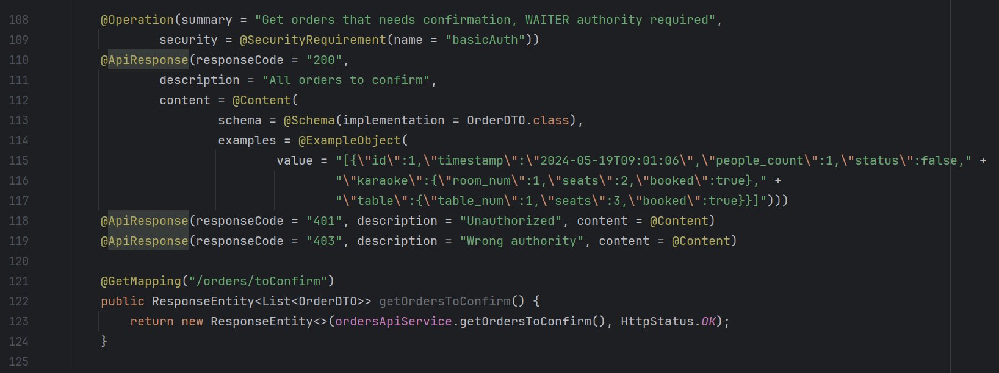 108 @Operation(summary = "Get orders that needs confirmation, WAITER authority required",
109 security = @SecurityRequirement(name = "basicAuth"))
110 @ApiResponse(responseCode = "200",
111 description = "All orders to confirm",
112 content = @Content(
113 schema = @Schema(implementation = OrderDTO.class),
114 examples = @ExampleObject(
115 value = "[{\"id\":1,\"timestamp\":\"2024-05-19T09:01:06\",\"people_count\":1,\"status\":false," +
116 "\"karaoke\":{\"room_num\":1,\"seats\":2,\"booked\":true}," +
117 "\"table\":{\"table_num\":1,\"seats\":3,\"booked\":true}}]")))
118 @ApiResponse(responseCode = "401", description = "Unauthorized", content = @Content)
119 @ApiResponse(responseCode = "403", description = "Wrong authority", content = @Content)
120
121 @GetMapping("/orders/toConfirm")
122 public ResponseEntity<List<OrderDTO>> getOrdersToConfirm() {
123 return new ResponseEntity<>(ordersApiService.getOrdersToConfirm(), HttpStatus.OK);
124 }
125